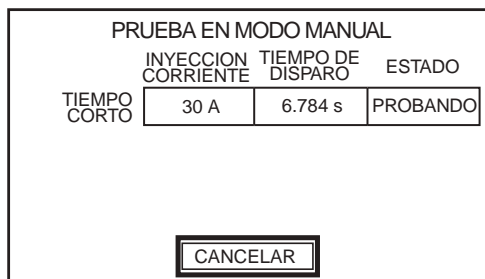 PRUEBA EN MODO MANUAL
INYECCION CORRIENTE TIEMPO DE DISPARO ESTADO
TIEMPO CORTO 30 A 6.784 s PROBANDO
CANCELAR